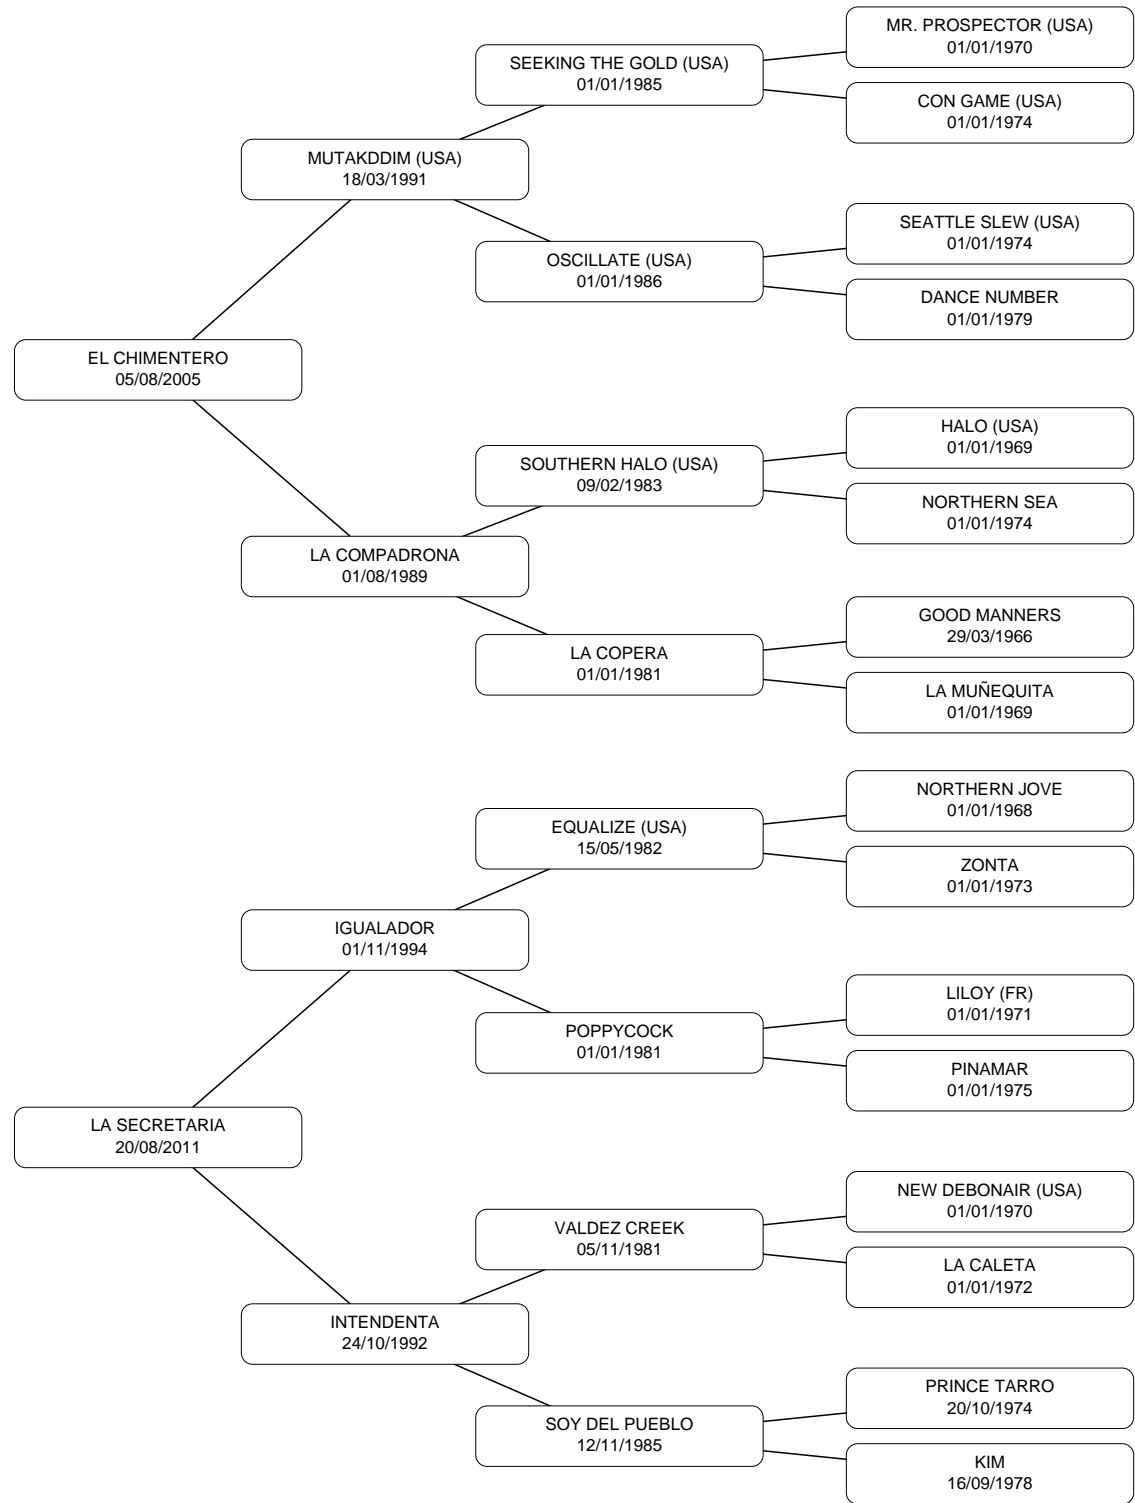 MR. PROSPECTOR (USA)
01/01/1970
SEEKING THE GOLD (USA)
01/01/1985
CON GAME (USA)
01/01/1974
MUTAKDDIM (USA)
18/03/1991
SEATTLE SLEW (USA)
01/01/1974
OSCILLATE (USA)
01/01/1986
DANCE NUMBER
01/01/1979
EL CHIMENTERO
05/08/2005
HALO (USA)
01/01/1969
SOUTHERN HALO (USA)
09/02/1983
NORTHERN SEA
01/01/1974
LA COMPADRONA
01/08/1989
GOOD MANNERS
29/03/1966
LA COPERA
01/01/1981
LA MUÑEQUITA
01/01/1969
NORTHERN JOVE
01/01/1968
EQUALIZE (USA)
15/05/1982
ZONTA
01/01/1973
IGUALADOR
01/11/1994
LILOY (FR)
01/01/1971
POPPYCOCK
01/01/1981
PINAMAR
01/01/1975
LA SECRETARIA
20/08/2011
NEW DEBONAIR (USA)
01/01/1970
VALDEZ CREEK
05/11/1981
LA CALETA
01/01/1972
INTENDENTA
24/10/1992
PRINCE TARRO
20/10/1974
SOY DEL PUEBLO
12/11/1985
KIM
16/09/1978